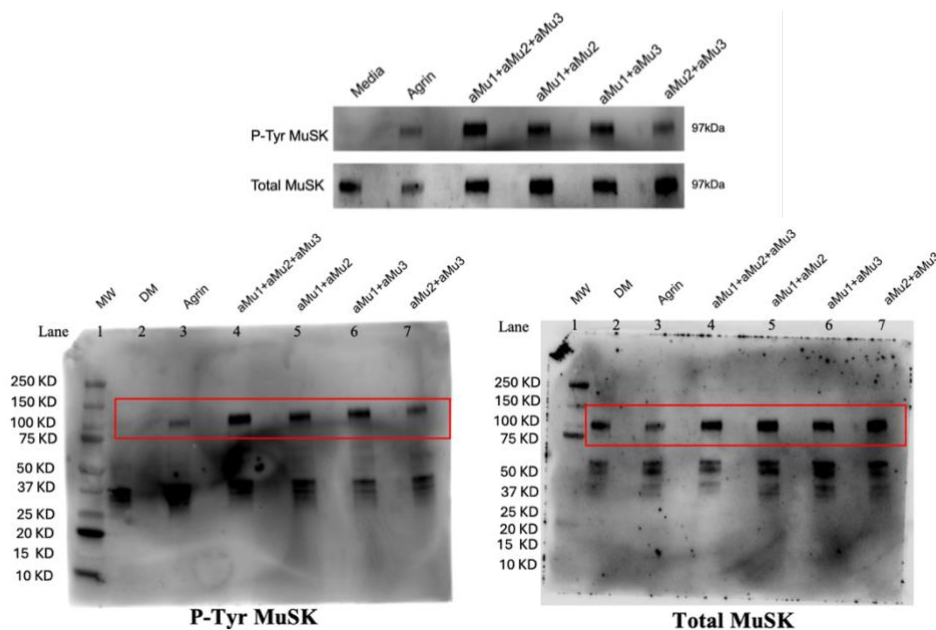 Media Agrin aMu1+aMu2+aMu3 aMu1+aMu2 aMu1+aMu3 aMu2+aMu3
P-Tyr MuSK 97kDa
Total MuSK 97kDa
MW DM Agrin aMu1+aMu2+aMu3 aMu1+aMu2 aMu1+aMu3 aMu2+aMu3
Lane 1 2 3 4 5 6 7
250 KD
150 KD
100 KD
75 KD
50 KD
37 KD
25 KD
20 KD
15 KD
10 KD
P-Tyr MuSK
MW DM Agrin aMu1+aMu2+aMu3 aMu1+aMu2 aMu1+aMu3 aMu2+aMu3
Lane 1 2 3 4 5 6 7
250 KD
150 KD
100 KD
75 KD
50 KD
37 KD
25 KD
20 KD
15 KD
10 KD
Total MuSK